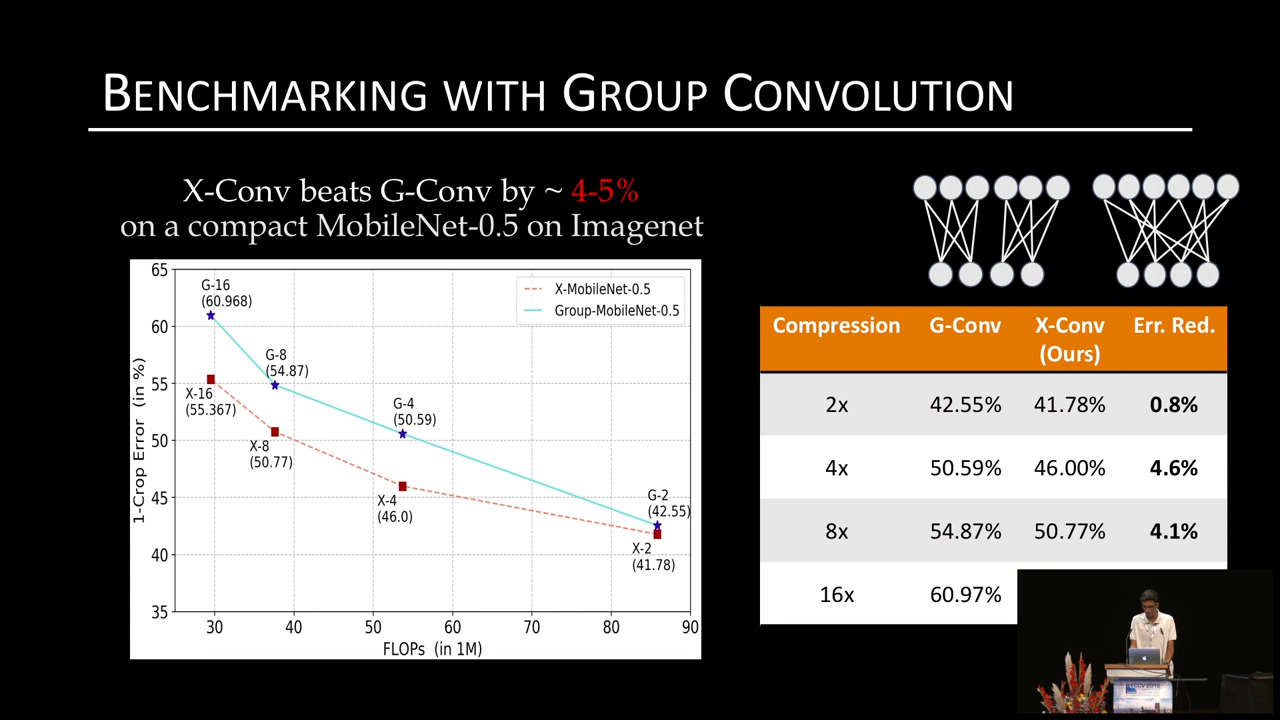 BENCHMARKING WITH GROUP CONVOLUTION
X-Conv beats G-Conv by ~ 4-5%
on a compact MobileNet-0.5 on Imagenet
1-Crop Error (in %)
65
60
55
50
45
40
35
30
40
50
60
70
80
90
FLOPs (in 1M)
X-MobileNet-0.5
Group-MobileNet-0.5
G-16
(60.968)
G-8
(54.87)
G-4
(50.59)
G-2
(42.55)
X-16
(55.367)
X-8
(50.77)
X-4
(46.0)
X-2
(41.78)
Compression G-Conv X-Conv Err. Red.
(Ours)
2x 42.55% 41.78% 0.8%
4x 50.59% 46.00% 4.6%
8x 54.87% 50.77% 4.1%
16x 60.97%
ECCV 2018